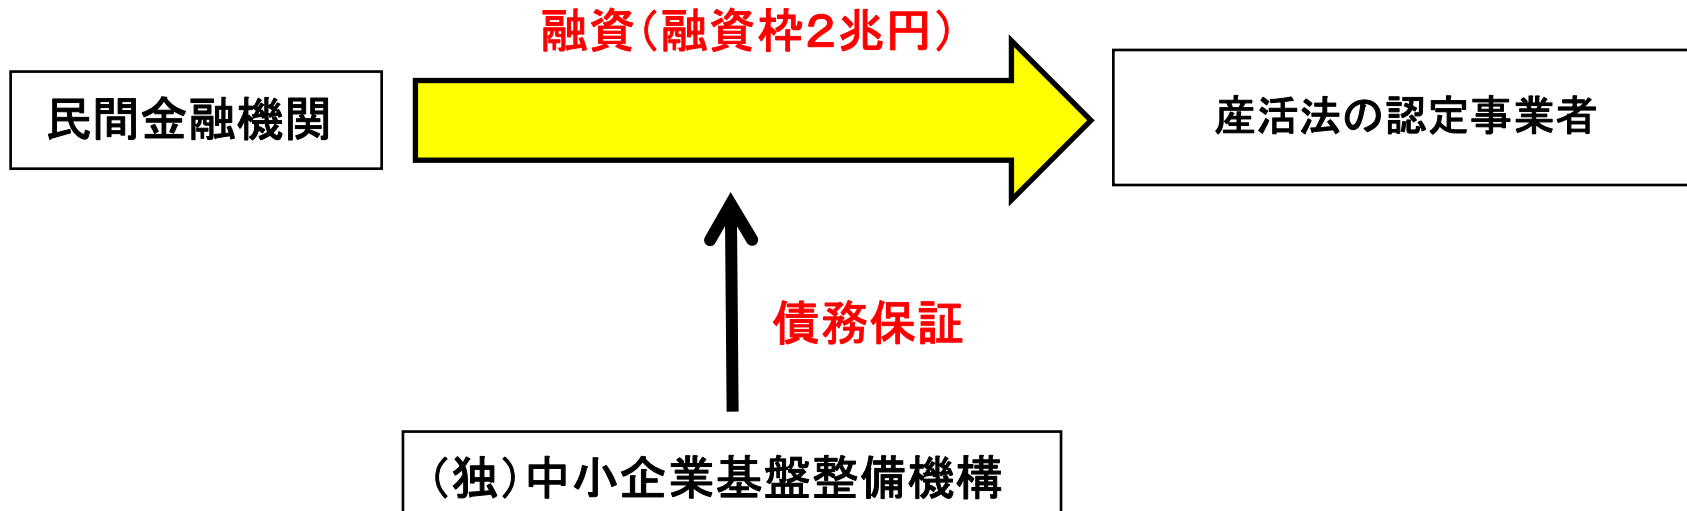 融資（融資枠２兆円）
民間金融機関
産活法の認定事業者
債務保証
（独）中小企業基盤整備機構